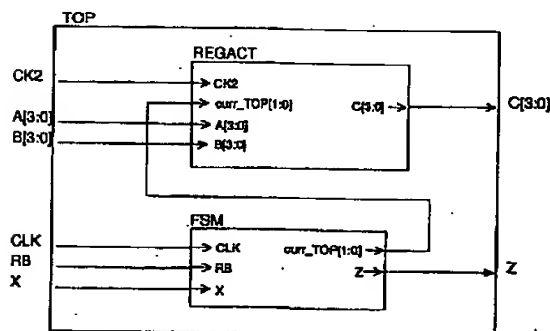 TOP
REGACT
CK2
CK2
curr_TOP[1:0]
C[3:0]
C[3:0]
A[3:0]
A[3:0]
B[3:0]
B[3:0]
FSM
CLK
CLK
curr_TOP[1:0]
RB
RB
Z
Z
X
X